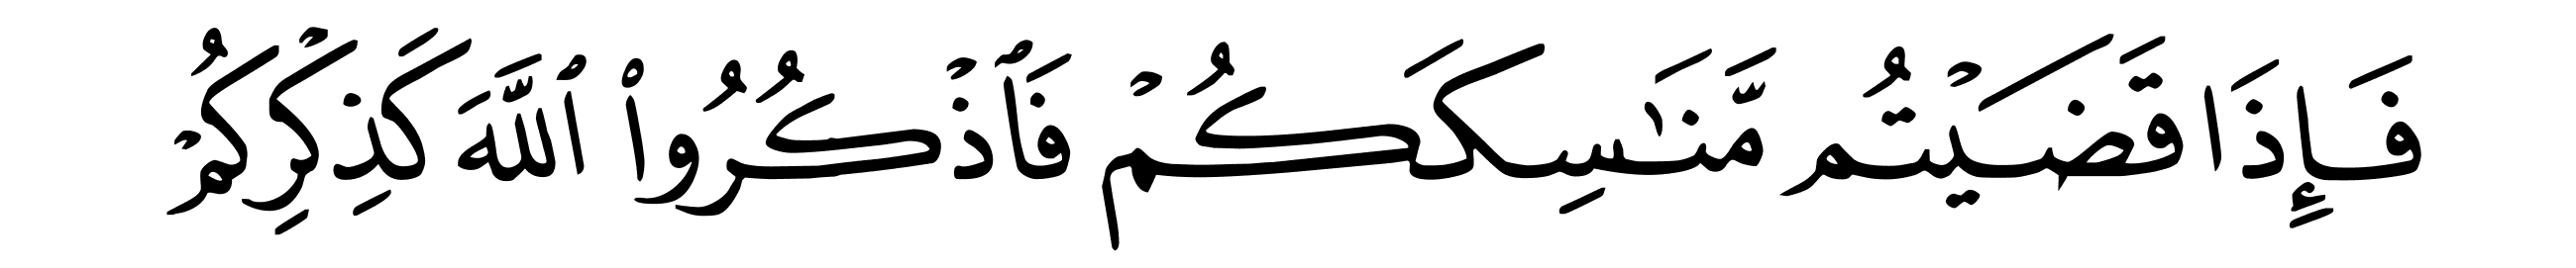 فَإِذَا قَضَيْتُم مَّنَٰسِكَكُمْ فَٱذْكُرُوا۟ ٱللَّهَ كَذِكْرِكُمْ